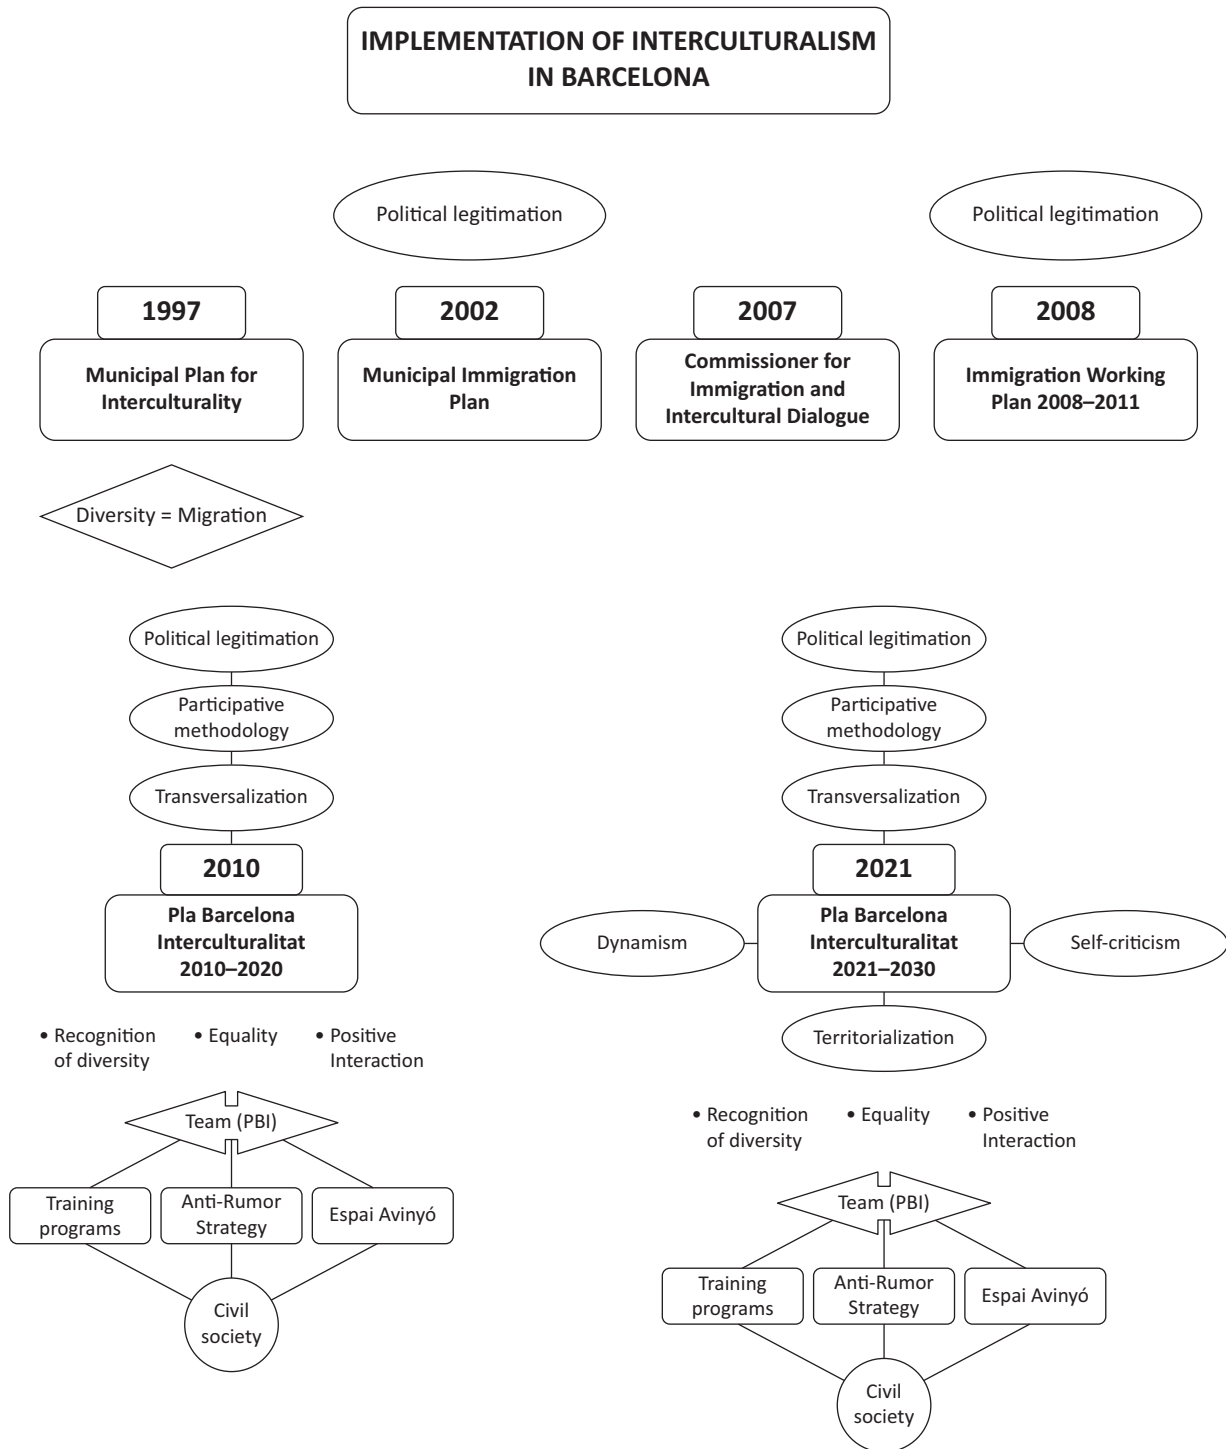 IMPLEMENTATION OF INTERCULTURALISM
IN BARCELONA
Political legitimation
Political legitimation
1997
2002
2007
2008
Municipal Plan for
Interculturality
Municipal Immigration
Plan
Commissioner for
Immigration and
Intercultural Dialogue
Immigration Working
Plan 2008–2011
Diversity = Migration
Political legitimation
Participative
methodology
Transversalization
2010
Pla Barcelona
Interculturalitat
2010–2020
• Recognition
of diversity
• Equality
• Positive
Interaction
Team (PBI)
Training
programs
Anti-Rumor
Strategy
Espai Avinyó
Civil
society
Political legitimation
Participative
methodology
Transversalization
2021
Pla Barcelona
Interculturalitat
2021–2030
Dynamism
Self-criticism
Territorialization
• Recognition
of diversity
• Equality
• Positive
Interaction
Team (PBI)
Training
programs
Anti-Rumor
Strategy
Espai Avinyó
Civil
society